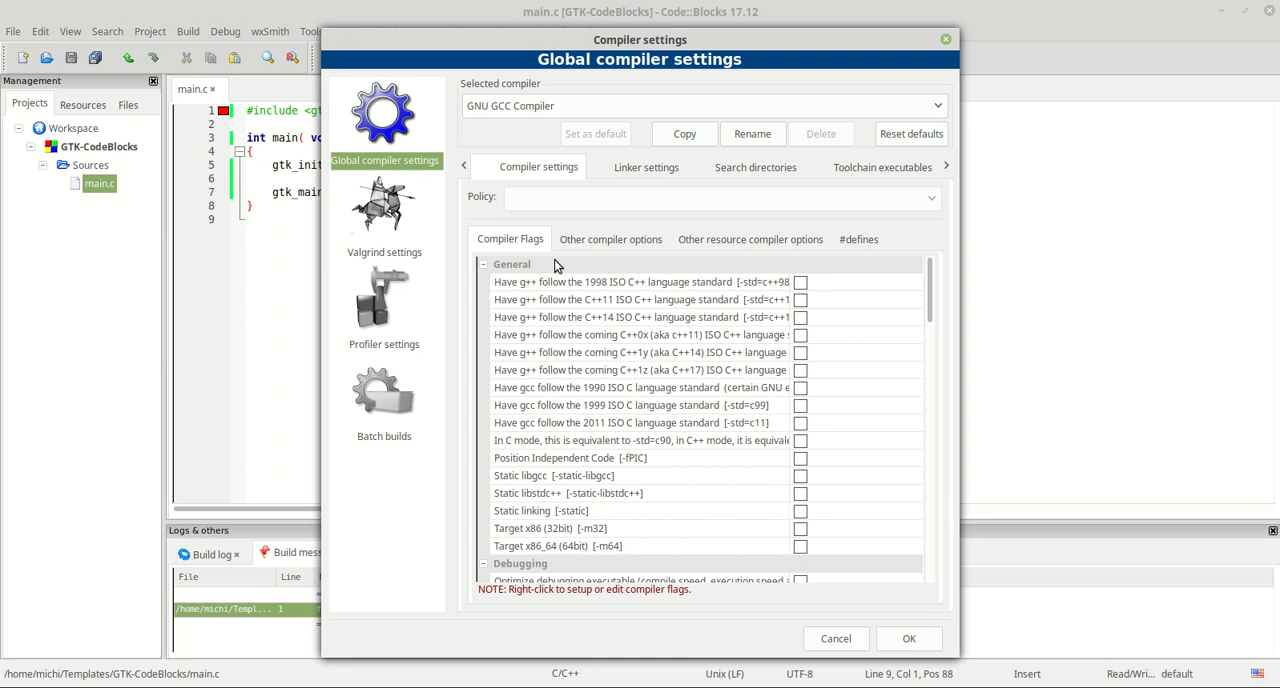 main.c [GTK-CodeBlocks] - Code::Blocks 17.12
File Edit View Search Project Build Debug wxSmith
Management
Projects Resources Files
Workspace
GTK-CodeBlocks
Sources
main.c
main.c
1 #include <gt
2
3 int main( vo
4 {
5 gtk_init
6
7 gtk_main
8 }
9
Logs & others
Build log Build mess
File Line
/home/michi/Templ... 1
Compiler settings
Global compiler settings
Global compiler settings
Valgrind settings
Profiler settings
Batch builds
Selected compiler
GNU GCC Compiler
Set as default Copy Rename Delete Reset defaults
Compiler settings Linker settings Search directories Toolchain executables
Policy:
Compiler Flags Other compiler options Other resource compiler options #defines
General
Have g++ follow the 1998 ISO C++ language standard [-std=c++98
Have g++ follow the C++11 ISO C++ language standard [-std=c++1
Have g++ follow the C++14 ISO C++ language standard [-std=c++1
Have g++ follow the coming C++0x (aka c++11) ISO C++ language
Have g++ follow the coming C++1y (aka C++14) ISO C++ language
Have g++ follow the coming C++1z (aka C++17) ISO C++ language
Have gcc follow the 1990 ISO C language standard (certain GNU e
Have gcc follow the 1999 ISO C language standard [-std=c99]
Have gcc follow the 2011 ISO C language standard [-std=c11]
In C mode, this is equivalent to -std=c90, in C++ mode, it is equivale
Position Independent Code [-fPIC]
Static libgcc [-static-libgcc]
Static libstdc++ [-static-libstdc++]
Static linking [-static]
Target x86 (32bit) [-m32]
Target x86_64 (64bit) [-m64]
Debugging
Optimize debugging executable (compile speed, execution speed
NOTE: Right-click to setup or edit compiler flags.
Cancel OK
/home/michi/Templates/GTK-CodeBlocks/main.c C/C++ Unix (LF) UTF-8 Line 9, Col 1, Pos 88 Insert Read/Wri... default